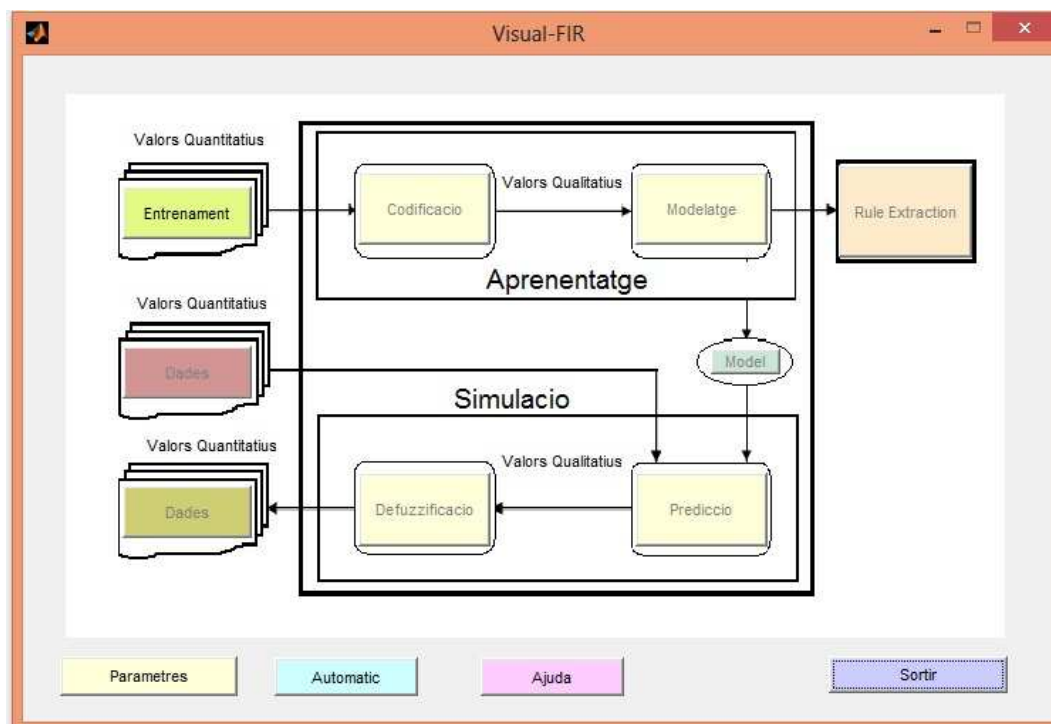 Visual-FIR
Valors Quantitatius
Entrenament
Codificacio
Valors Qualitatius
Modelatge
Rule Extraction
Aprenentatge
Valors Quantitatius
Dades
Model
Simulacio
Valors Quantitatius
Dades
Defuzzificacio
Valors Qualitatius
Prediccio
Parametres
Automatic
Ajuda
Sortir